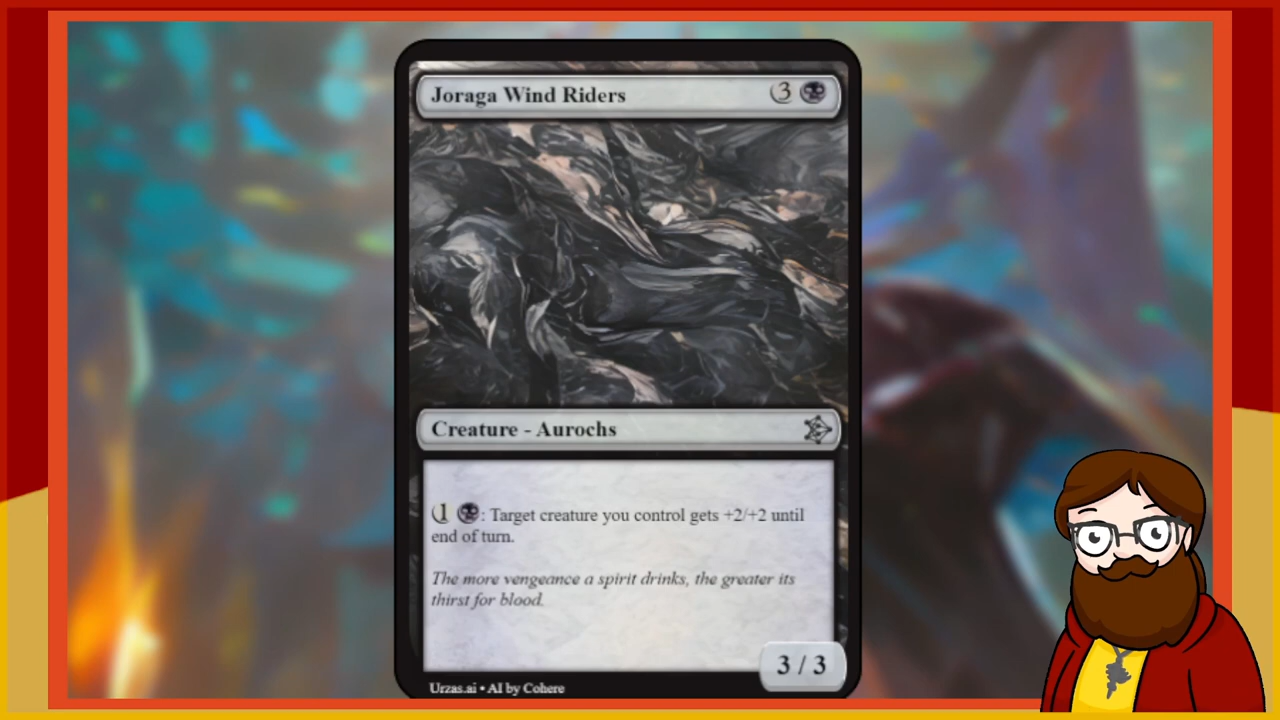 Joraga Wind Riders 3
Creature - Aurochs
1 : Target creature you control gets +2/+2 until
end of turn.
The more vengeance a spirit drinks, the greater its
thirst for blood.
3 / 3
Urzas.ai • AI by Cohere